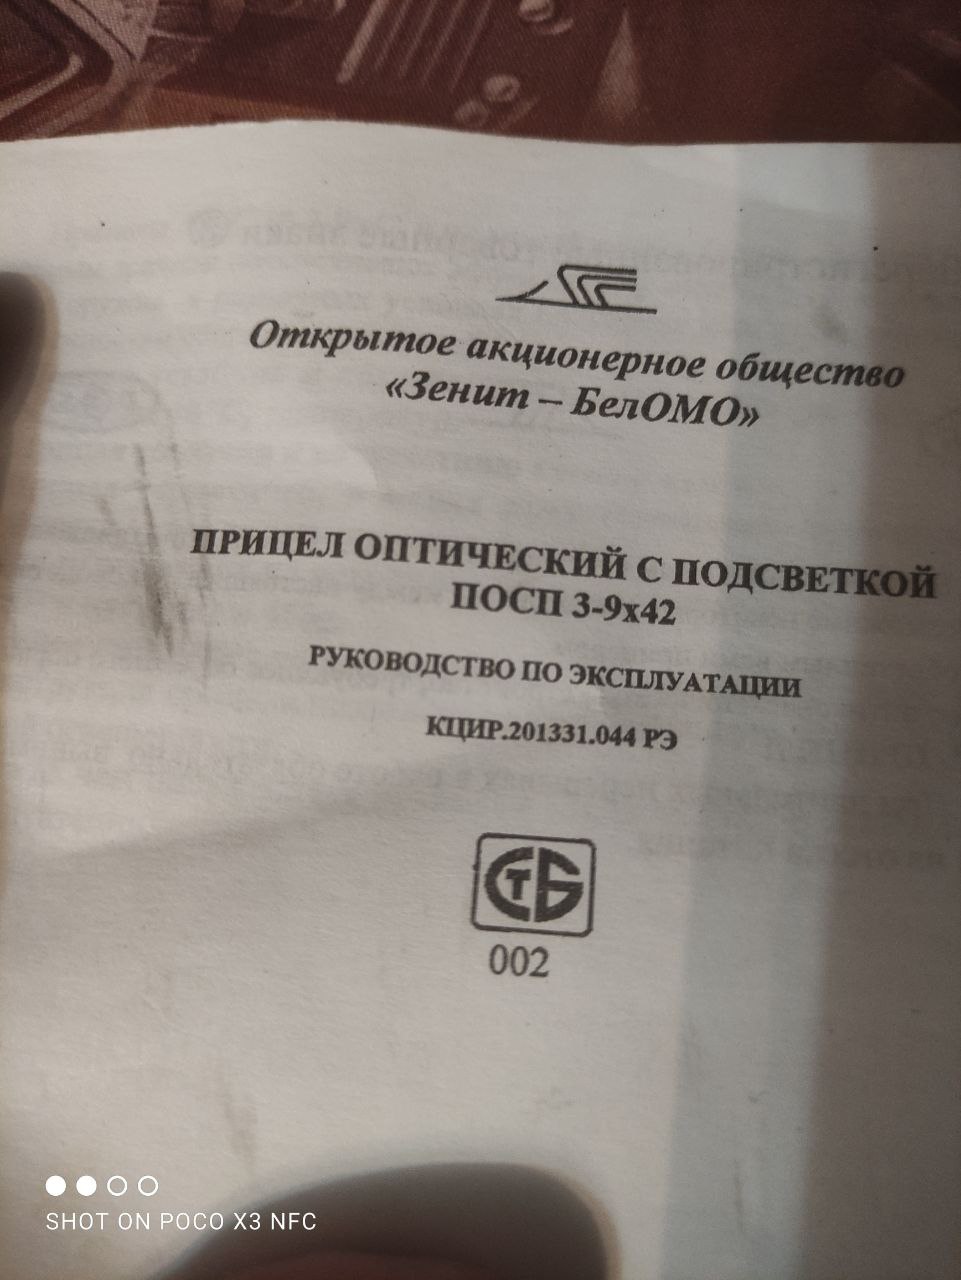 Открытое акционерное общество
«Зенит – БелОМО»
ПРИЦЕЛ ОПТИЧЕСКИЙ С ПОДСВЕТКОЙ
ПОСП 3-9х42
РУКОВОДСТВО ПО ЭКСПЛУАТАЦИИ
КЦИР.201331.044 РЭ
СТБ
002
SHOT ON POCO X3 NFC